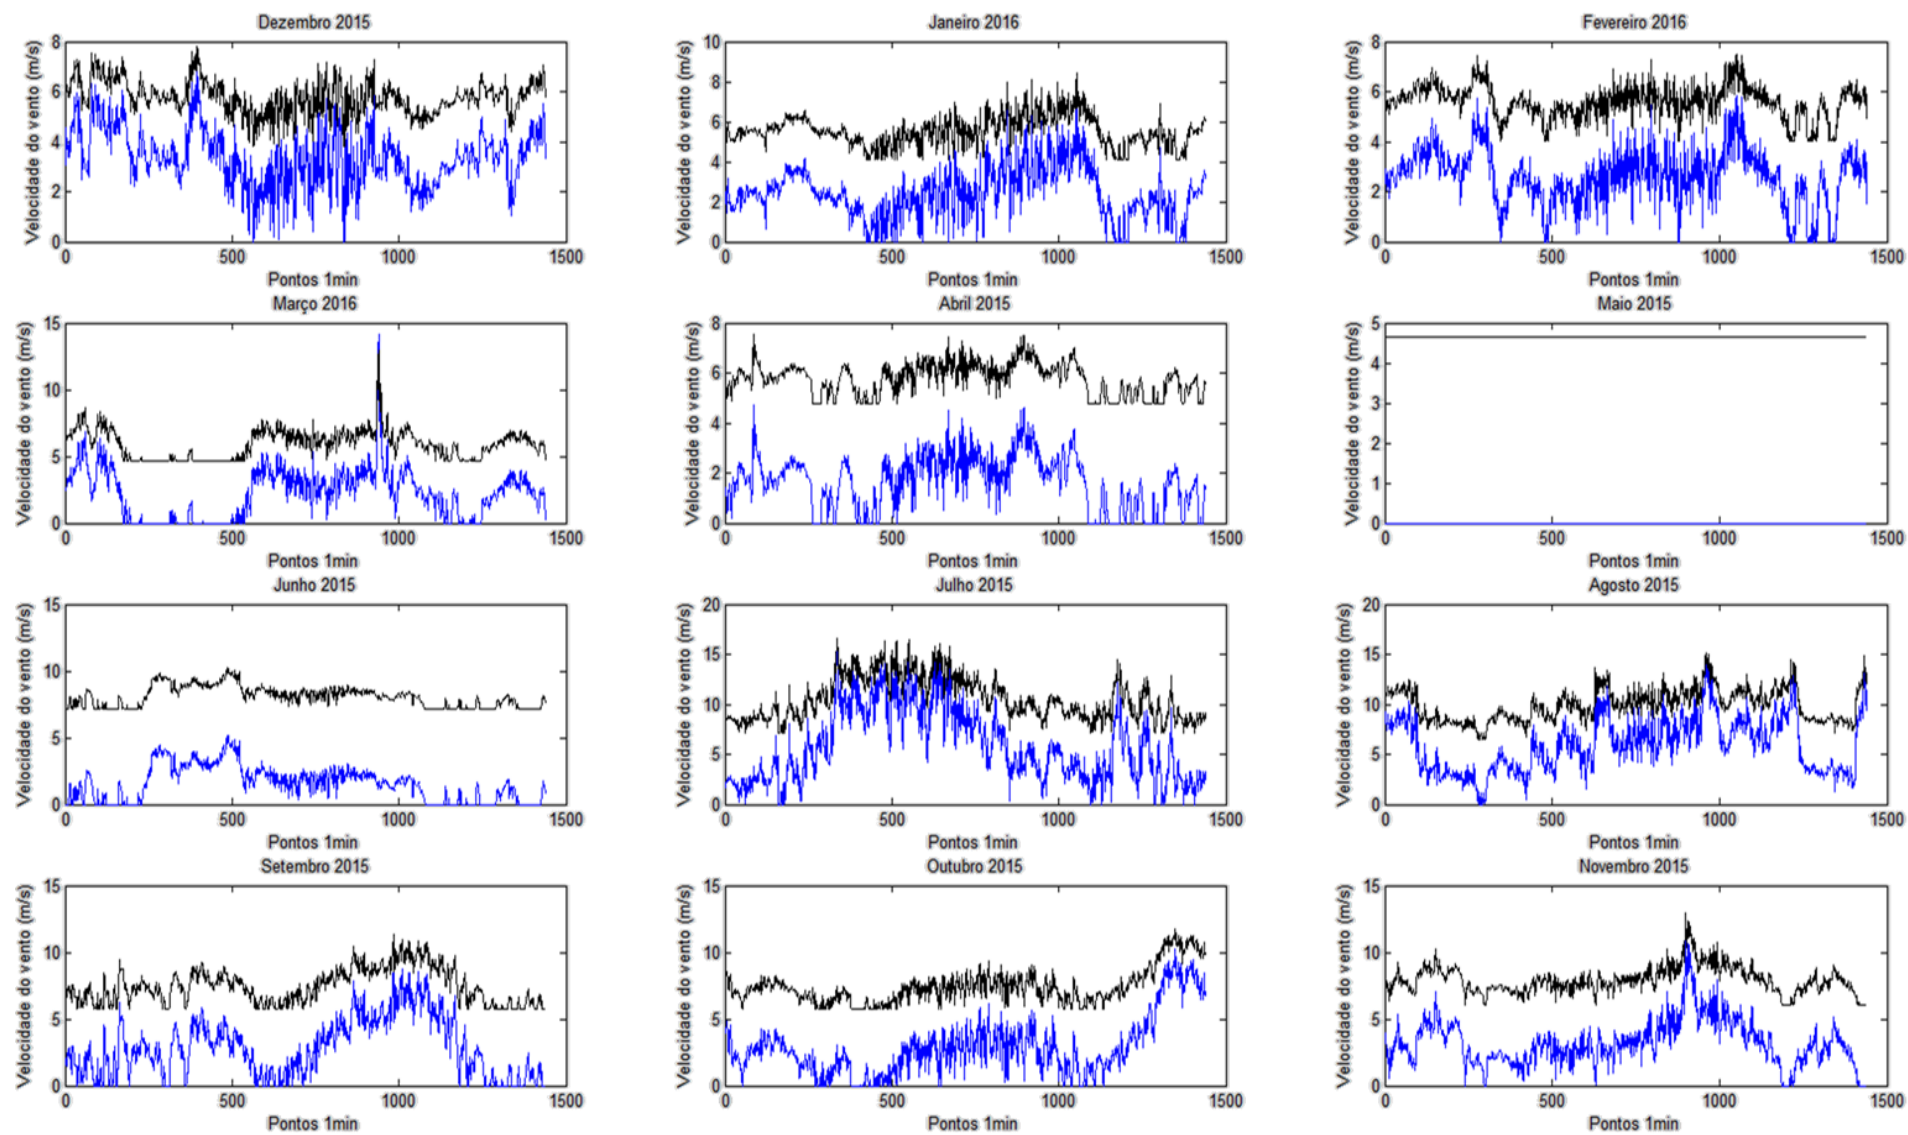 Dezembro 2015
Velocidade do vento (m/s)
8
6
4
2
0
0 500 1000 1500
Pontos 1min
Janeiro 2016
Velocidade do vento (m/s)
10
8
6
4
2
0
0 500 1000 1500
Pontos 1min
Fevereiro 2016
Velocidade do vento (m/s)
8
6
4
2
0
0 500 1000 1500
Pontos 1min
Março 2016
Velocidade do vento (m/s)
15
10
5
0
0 500 1000 1500
Pontos 1min
Abril 2015
Velocidade do vento (m/s)
8
6
4
2
0
0 500 1000 1500
Pontos 1min
Maio 2015
Velocidade do vento (m/s)
5
4
3
2
1
0
0 500 1000 1500
Pontos 1min
Junho 2015
Velocidade do vento (m/s)
15
10
5
0
0 500 1000 1500
Pontos 1min
Julho 2015
Velocidade do vento (m/s)
20
15
10
5
0
0 500 1000 1500
Pontos 1min
Agosto 2015
Velocidade do vento (m/s)
20
15
10
5
0
0 500 1000 1500
Pontos 1min
Setembro 2015
Velocidade do vento (m/s)
15
10
5
0
0 500 1000 1500
Pontos 1min
Outubro 2015
Velocidade do vento (m/s)
15
10
5
0
0 500 1000 1500
Pontos 1min
Novembro 2015
Velocidade do vento (m/s)
15
10
5
0
0 500 1000 1500
Pontos 1min